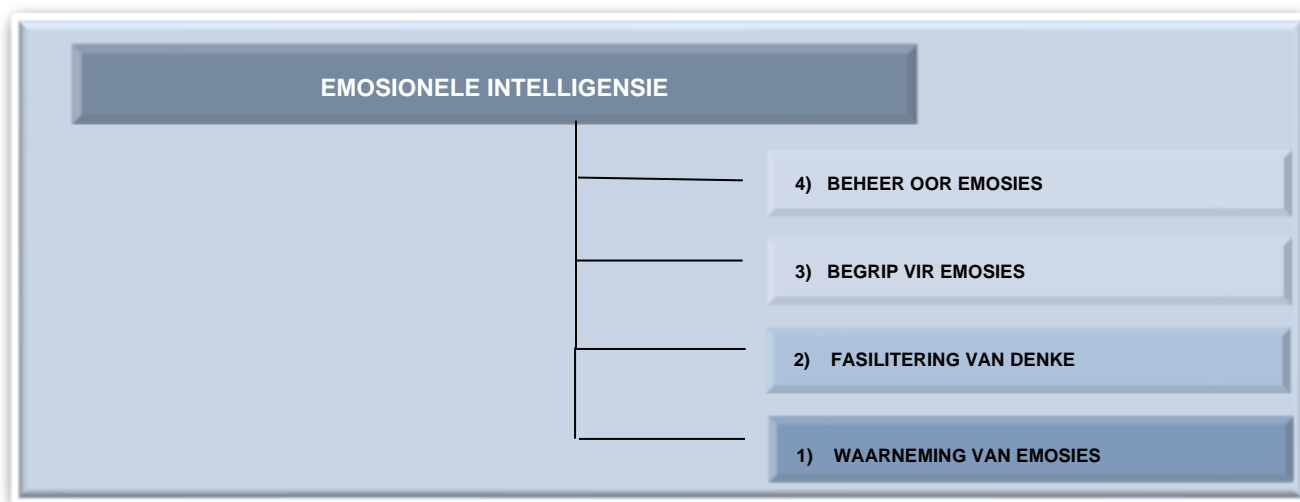 EMOSIONELE INTELLIGENSIE
4) BEHEER OOR EMOSIES
3) BEGRIP VIR EMOSIES
2) FASILITERING VAN DENKE
1) WAARNEMING VAN EMOSIES